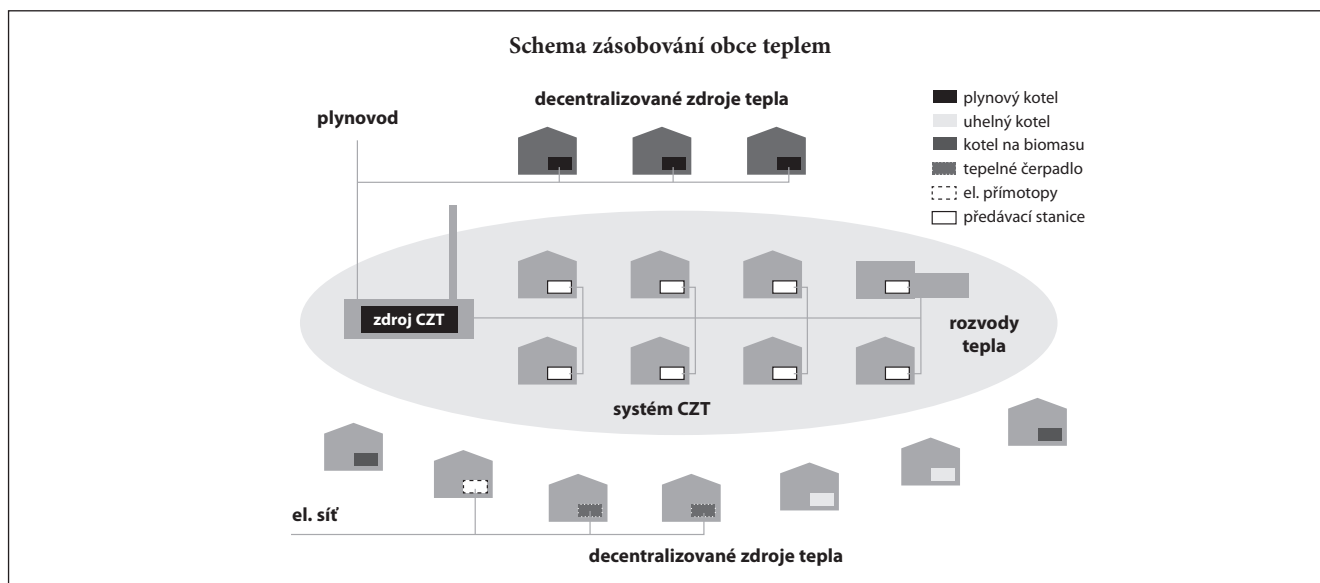 Schema zásobování obce teplem
decentralizované zdroje tepla
plynovod
plynový kotel
uhelný kotel
kotel na biomasu
tepelné čerpadlo
el. přímotopy
předávací stanice
zdroj CZT
rozvody
tepla
systém CZT
el. síť
decentralizované zdroje tepla